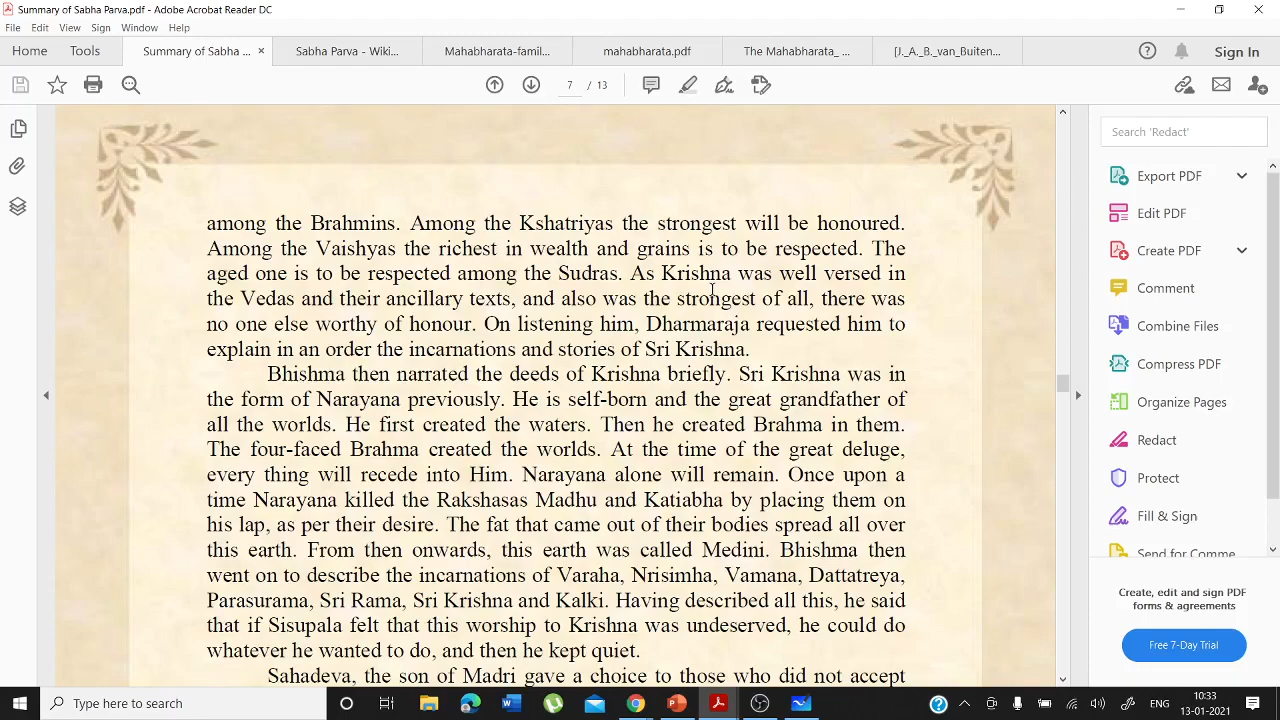 Summary of Sabha Parva.pdf - Adobe Acrobat Reader DC
File Edit View Sign Window Help
Home Tools Summary of Sabha ... × Sabha Parva - Wiki... Mahabharata-famil... mahabharata.pdf The Mahabharata_ ... [J._A._B._van_Buiten... Sign In
7 / 13
Search 'Redact'
Export PDF
Edit PDF
Create PDF
Comment
Combine Files
Compress PDF
Organize Pages
Redact
Protect
Fill & Sign
Send for Comme
Create, edit and sign PDF
forms & agreements
Free 7-Day Trial
among the Brahmins. Among the Kshatriyas the strongest will be honoured.
Among the Vaishyas the richest in wealth and grains is to be respected. The
aged one is to be respected among the Sudras. As Krishna was well versed in
the Vedas and their ancillary texts, and also was the strongest of all, there was
no one else worthy of honour. On listening him, Dharmaraja requested him to
explain in an order the incarnations and stories of Sri Krishna.
Bhishma then narrated the deeds of Krishna briefly. Sri Krishna was in
the form of Narayana previously. He is self-born and the great grandfather of
all the worlds. He first created the waters. Then he created Brahma in them.
The four-faced Brahma created the worlds. At the time of the great deluge,
every thing will recede into Him. Narayana alone will remain. Once upon a
time Narayana killed the Rakshasas Madhu and Katiabha by placing them on
his lap, as per their desire. The fat that came out of their bodies spread all over
this earth. From then onwards, this earth was called Medini. Bhishma then
went on to describe the incarnations of Varaha, Nrisimha, Vamana, Dattatreya,
Parasurama, Sri Rama, Sri Krishna and Kalki. Having described all this, he said
that if Sisupala felt that this worship to Krishna was undeserved, he could do
whatever he wanted to do, and then he kept quiet.
Sahadeva, the son of Madri gave a choice to those who did not accept
Type here to search
ENG
10:33
13-01-2021